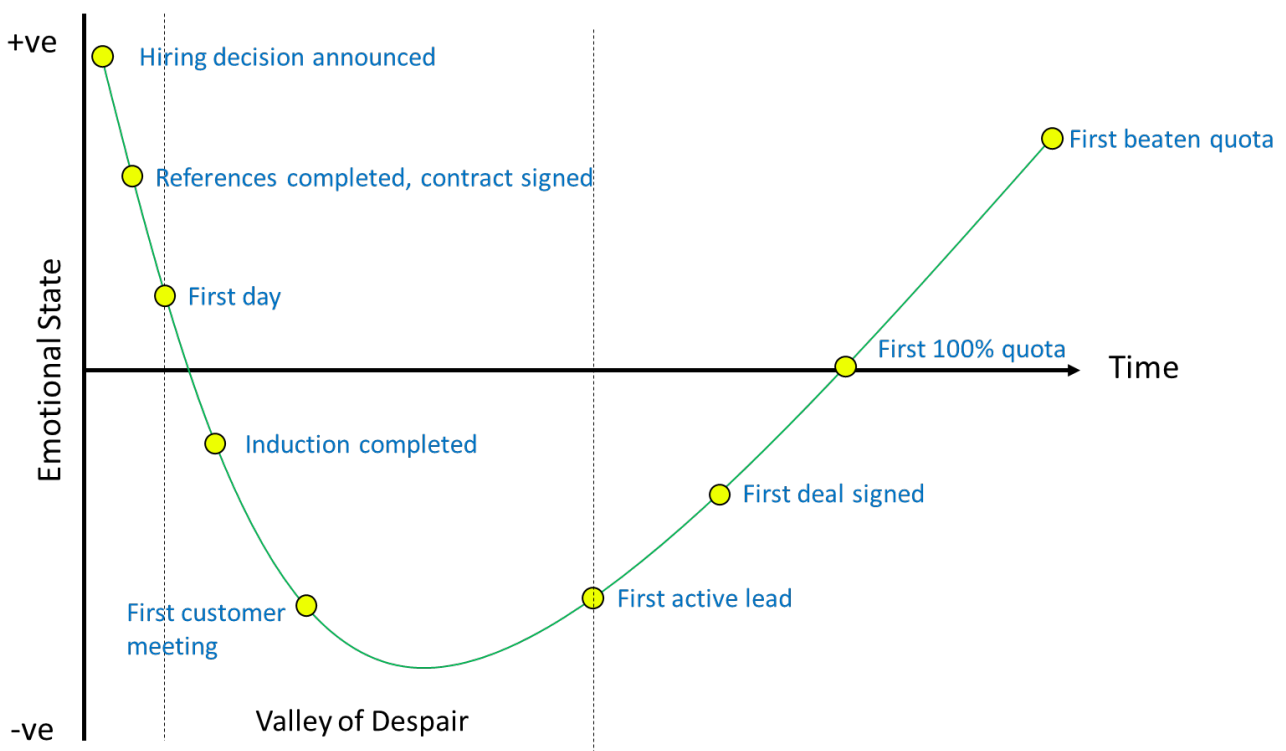 +ve
Hiring decision announced
First beaten quota
References completed, contract signed
First day
First 100% quota
Time
Emotional State
Induction completed
First deal signed
First active lead
First customer
meeting
Valley of Despair
-ve